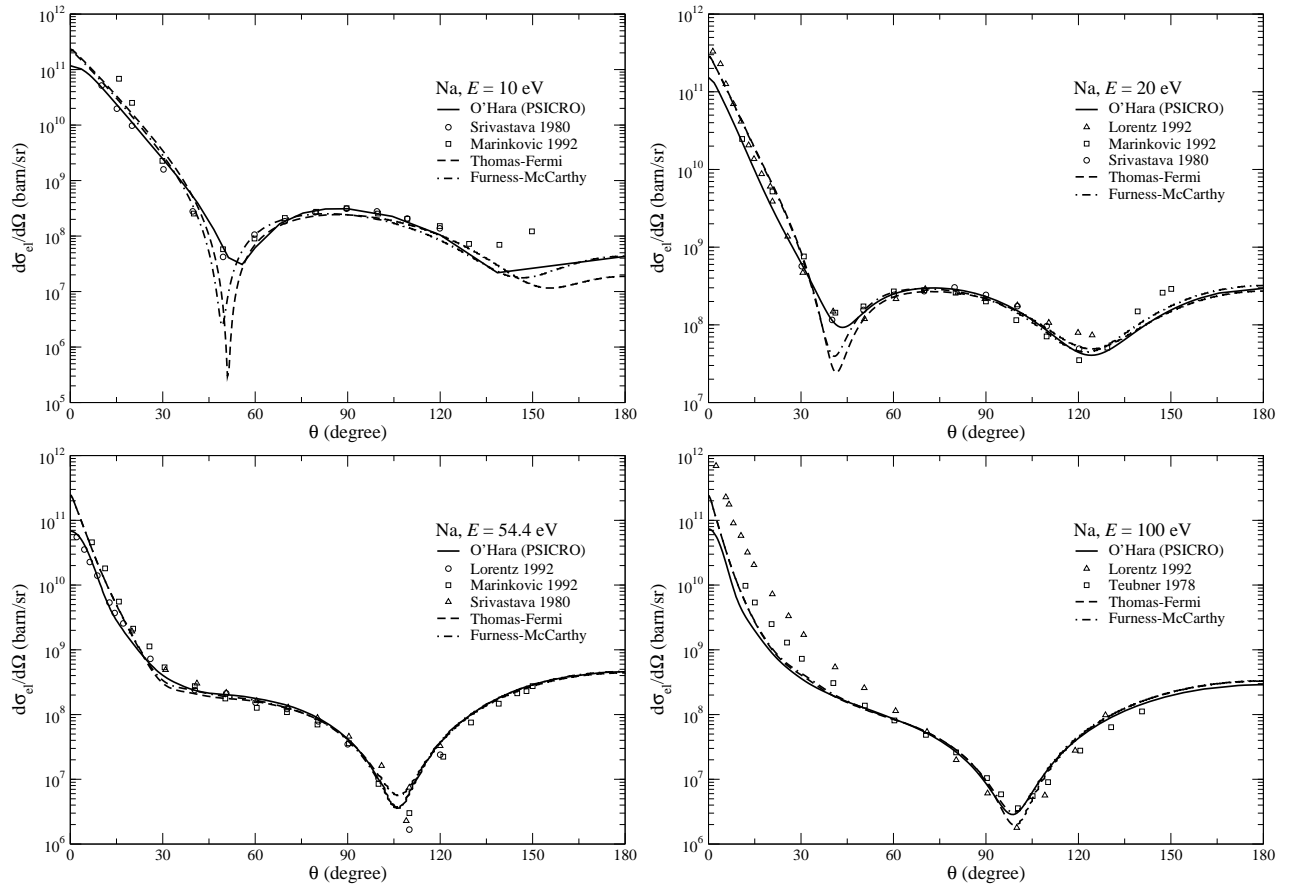 10^12
10^11
10^10
10^9
10^8
10^7
10^6
10^5
dσ_el/dΩ (barn/sr)
Na, E = 10 eV
O'Hara (PSICRO)
Srivastava 1980
Marinkovic 1992
Thomas-Fermi
Furness-McCarthy
0 30 60 90 120 150 180
θ (degree)
10^12
10^11
10^10
10^9
10^8
10^7
dσ_el/dΩ (barn/sr)
Na, E = 20 eV
O'Hara (PSICRO)
Lorentz 1992
Marinkovic 1992
Srivastava 1980
Thomas-Fermi
Furness-McCarthy
0 30 60 90 120 150 180
θ (degree)
10^12
10^11
10^10
10^9
10^8
10^7
10^6
dσ_el/dΩ (barn/sr)
Na, E = 54.4 eV
O'Hara (PSICRO)
Lorentz 1992
Marinkovic 1992
Srivastava 1980
Thomas-Fermi
Furness-McCarthy
0 30 60 90 120 150 180
θ (degree)
10^12
10^11
10^10
10^9
10^8
10^7
10^6
dσ_el/dΩ (barn/sr)
Na, E = 100 eV
O'Hara (PSICRO)
Lorentz 1992
Teubner 1978
Thomas-Fermi
Furness-McCarthy
0 30 60 90 120 150 180
θ (degree)